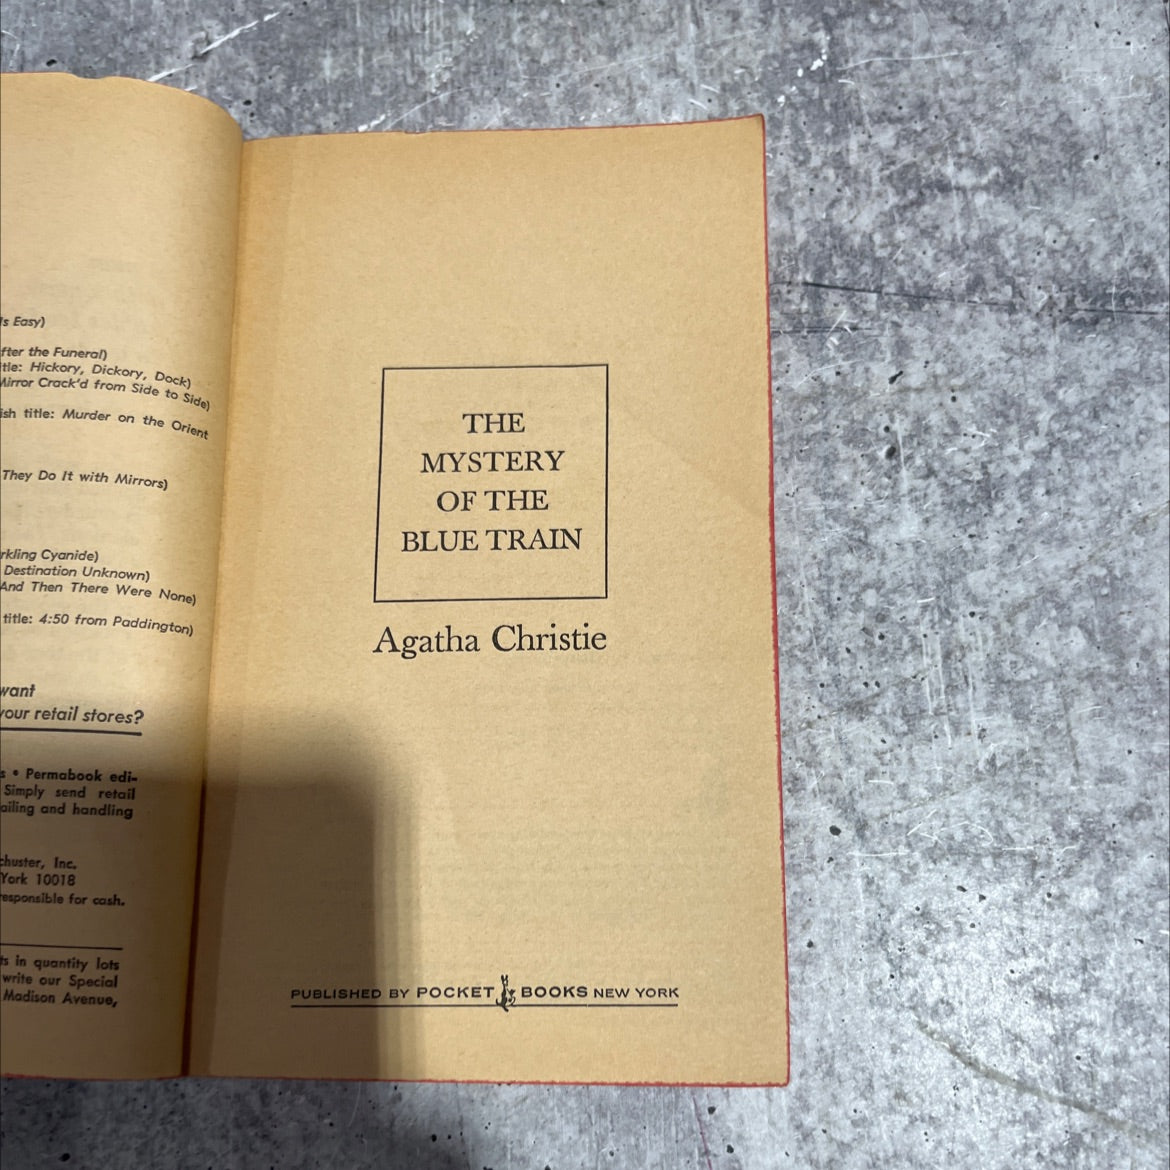 Is Easy)
fter the Funeral)
itle: Hickory, Dickory, Dock)
Mirror Crack'd from Side to Side)
ish title: Murder on the Orient
They Do It with Mirrors)
rkling Cyanide)
Destination Unknown)
And Then There Were None)
title: 4:50 from Paddington)
want
your retail stores?
s • Permabook edi-
Simply send retail
ailing and handling
chuster, Inc.
York 10018
responsible for cash.
ts in quantity lots
write our Special
Madison Avenue,
THE
MYSTERY
OF THE
BLUE TRAIN
Agatha Christie
PUBLISHED BY POCKET BOOKS NEW YORK